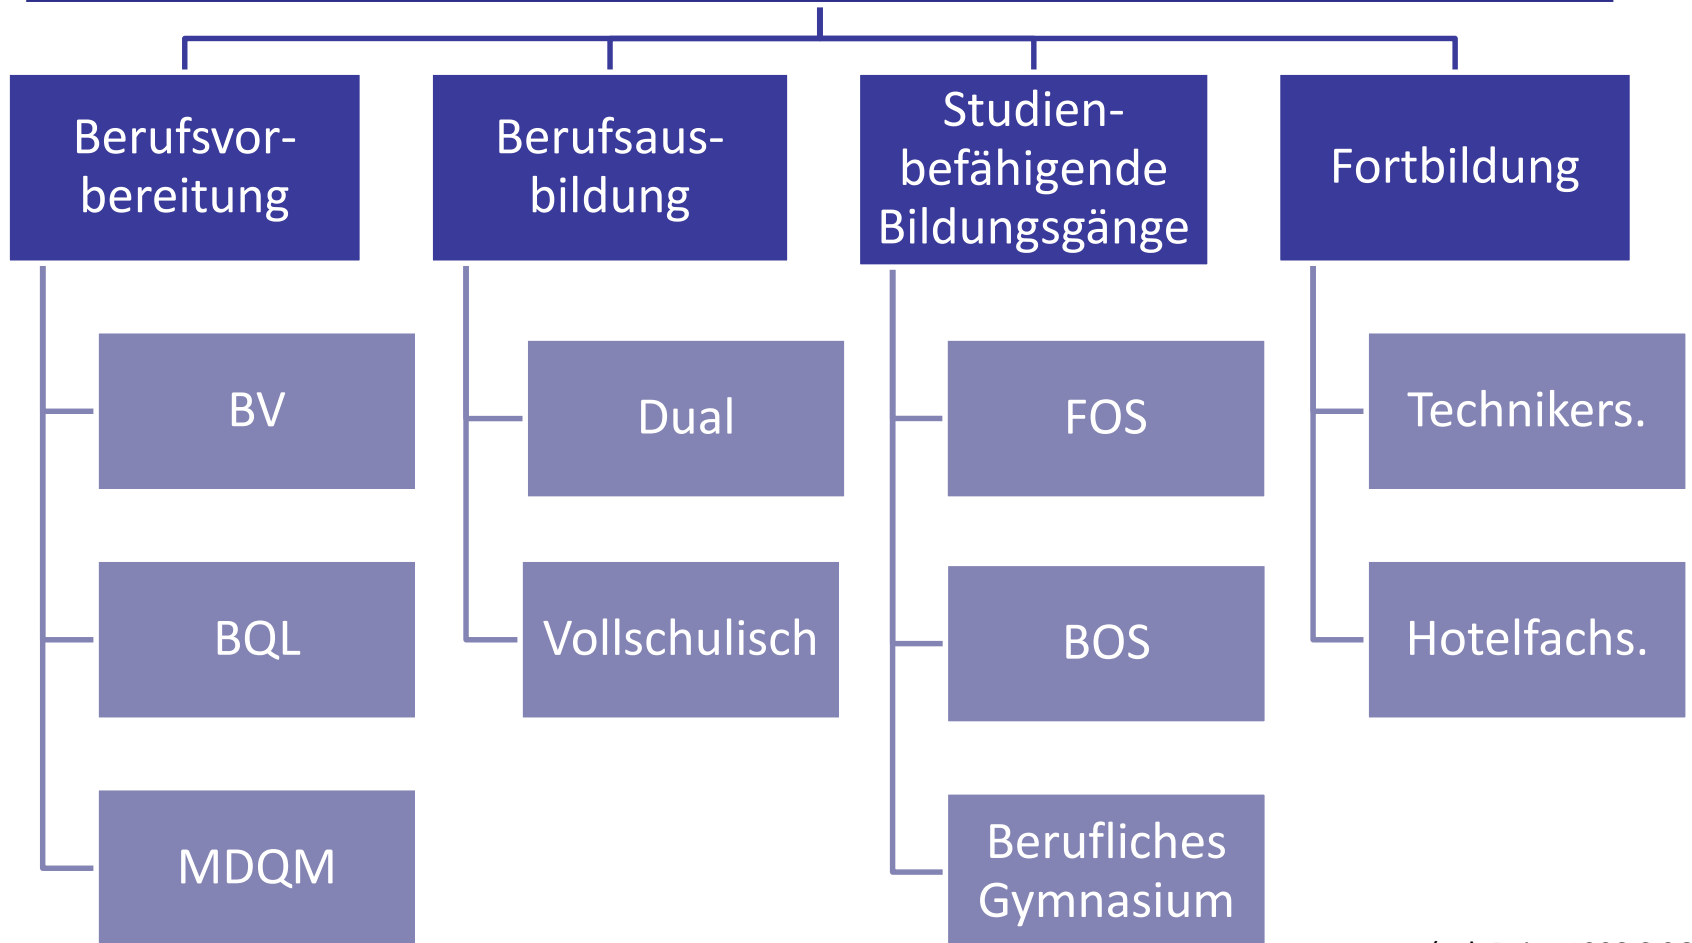 Berufsvor-
bereitung
Berufsaus-
bildung
Studien-
befähigende
Bildungsgänge
Fortbildung
BV
Dual
FOS
Technikers.
BQL
Vollschulisch
BOS
Hotelfachs.
MDQM
Berufliches
Gymnasium